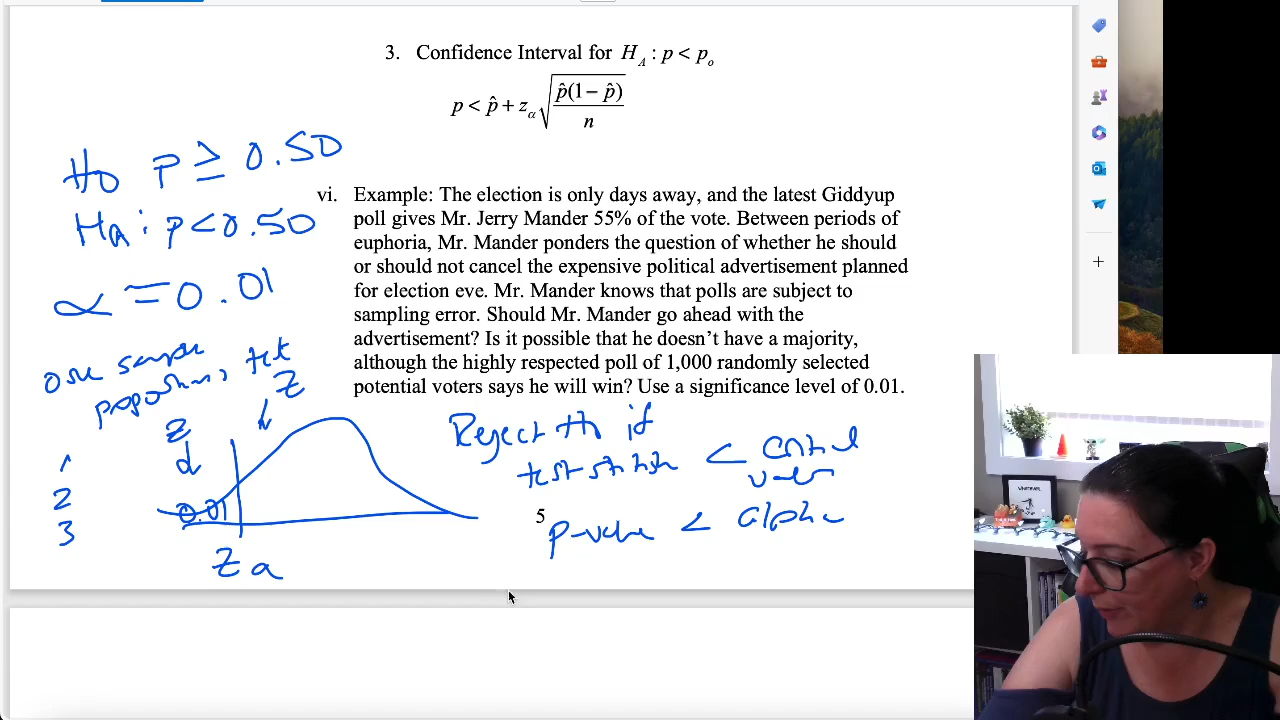 3. Confidence Interval for H_A : p < p_o
p < p̂ + z_α √(p̂(1 − p̂) / n)
H0 P ≥ 0.50
HA : P < 0.50
α = 0.01
one sample
proportion, test
Z
vi. Example: The election is only days away, and the latest Giddyup
poll gives Mr. Jerry Mander 55% of the vote. Between periods of
euphoria, Mr. Mander ponders the question of whether he should
or should not cancel the expensive political advertisement planned
for election eve. Mr. Mander knows that polls are subject to
sampling error. Should Mr. Mander go ahead with the
advertisement? Is it possible that he doesn’t have a majority,
although the highly respected poll of 1,000 randomly selected
potential voters says he will win? Use a significance level of 0.01.
Z
1
2
3
0.01
Z a
Reject H0 if
test statistic < critical
value
p-value < alpha
5
WHATEVER.